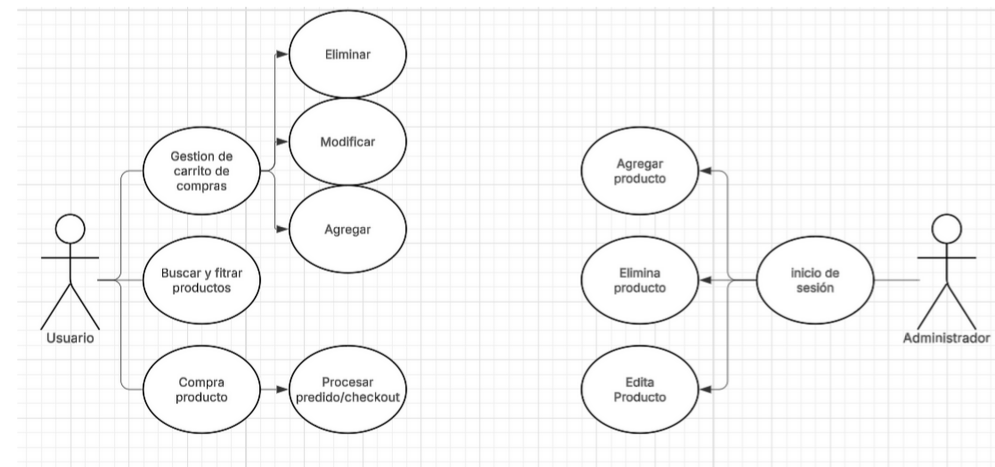 Eliminar
Modificar
Agregar
Gestion de
carrito de
compras
Buscar y fitrar
productos
Usuario
Compra
producto
Procesar
predido/checkout
Agregar
producto
Elimina
producto
Edita
Producto
inicio de
sesión
Administrador